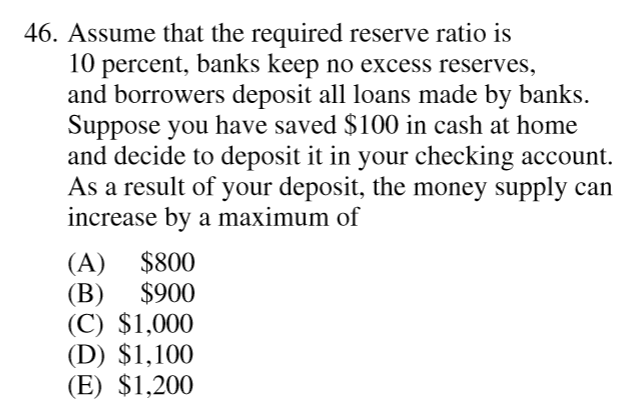 46. Assume that the required reserve ratio is
10 percent, banks keep no excess reserves,
and borrowers deposit all loans made by banks.
Suppose you have saved $100 in cash at home
and decide to deposit it in your checking account.
As a result of your deposit, the money supply can
increase by a maximum of
(A) $800
(B) $900
(C) $1,000
(D) $1,100
(E) $1,200